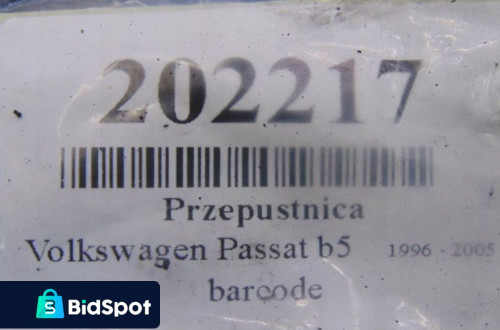 202217
Przepustnica
Volkswagen Passat b5 1996 - 2005
barcode
BidSpot